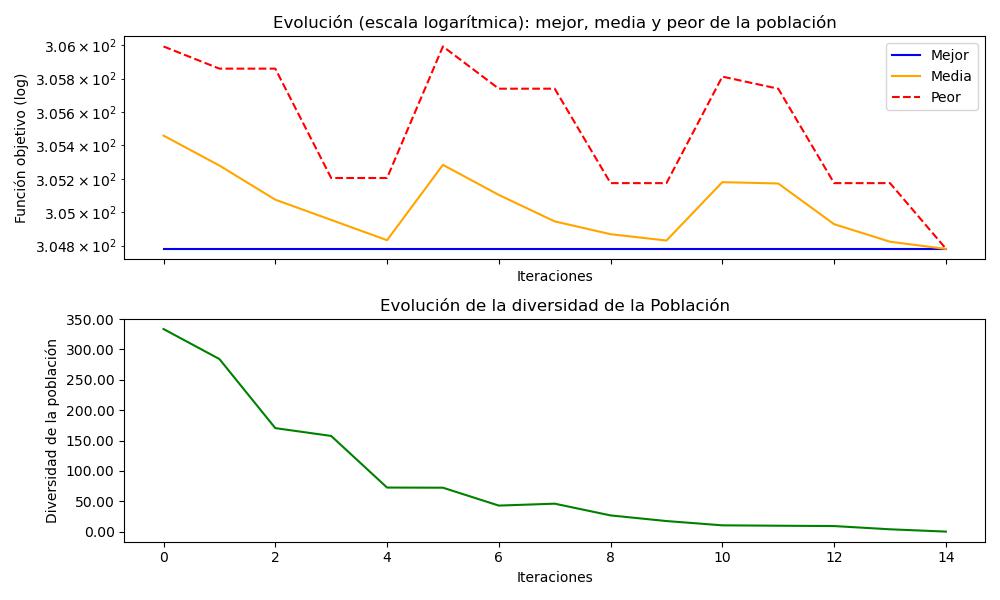 Evolución (escala logarítmica): mejor, media y peor de la población
Función objetivo (log)
3.06 × 10²
3.058 × 10²
3.056 × 10²
3.054 × 10²
3.052 × 10²
3.05 × 10²
3.048 × 10²
Mejor
Media
Peor
Iteraciones
Evolución de la diversidad de la Población
Diversidad de la población
350.00
300.00
250.00
200.00
150.00
100.00
50.00
0.00
0 2 4 6 8 10 12 14
Iteraciones